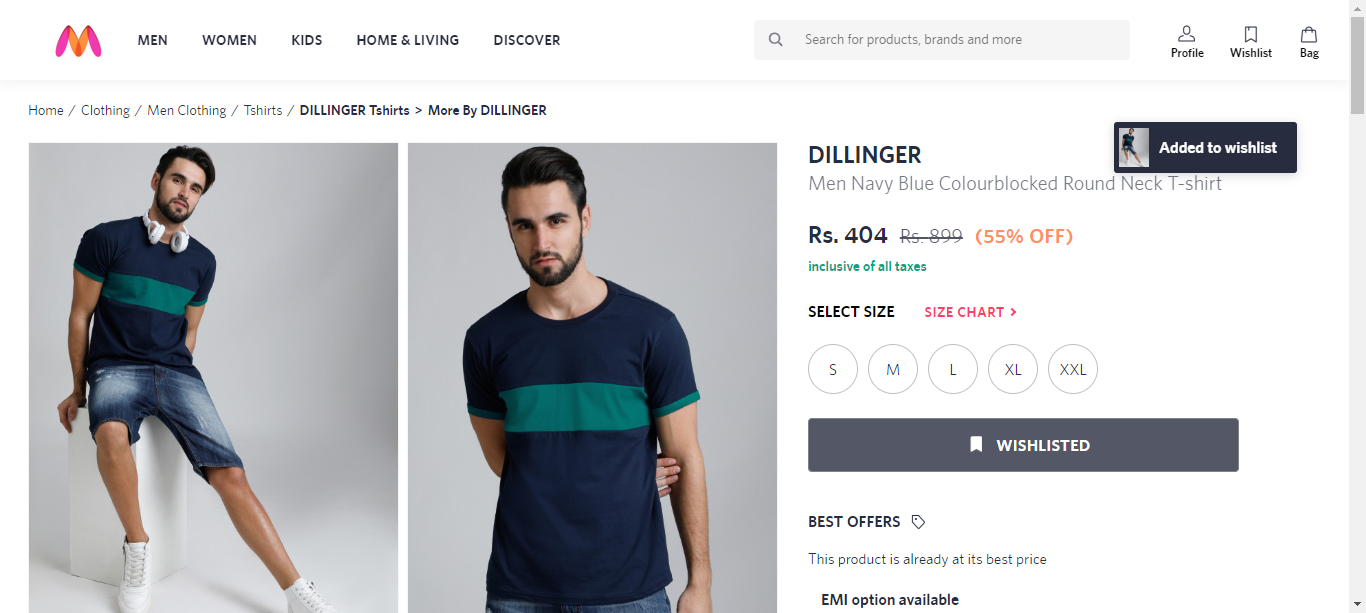 MEN WOMEN KIDS HOME & LIVING DISCOVER
Search for products, brands and more
Profile Wishlist Bag
Home / Clothing / Men Clothing / Tshirts / DILLINGER Tshirts > More By DILLINGER
Added to wishlist
DILLINGER
Men Navy Blue Colourblocked Round Neck T-shirt
Rs. 404 Rs. 899 (55% OFF)
inclusive of all taxes
SELECT SIZE SIZE CHART >
S M L XL XXL
WISHLISTED
BEST OFFERS
This product is already at its best price
EMI option available